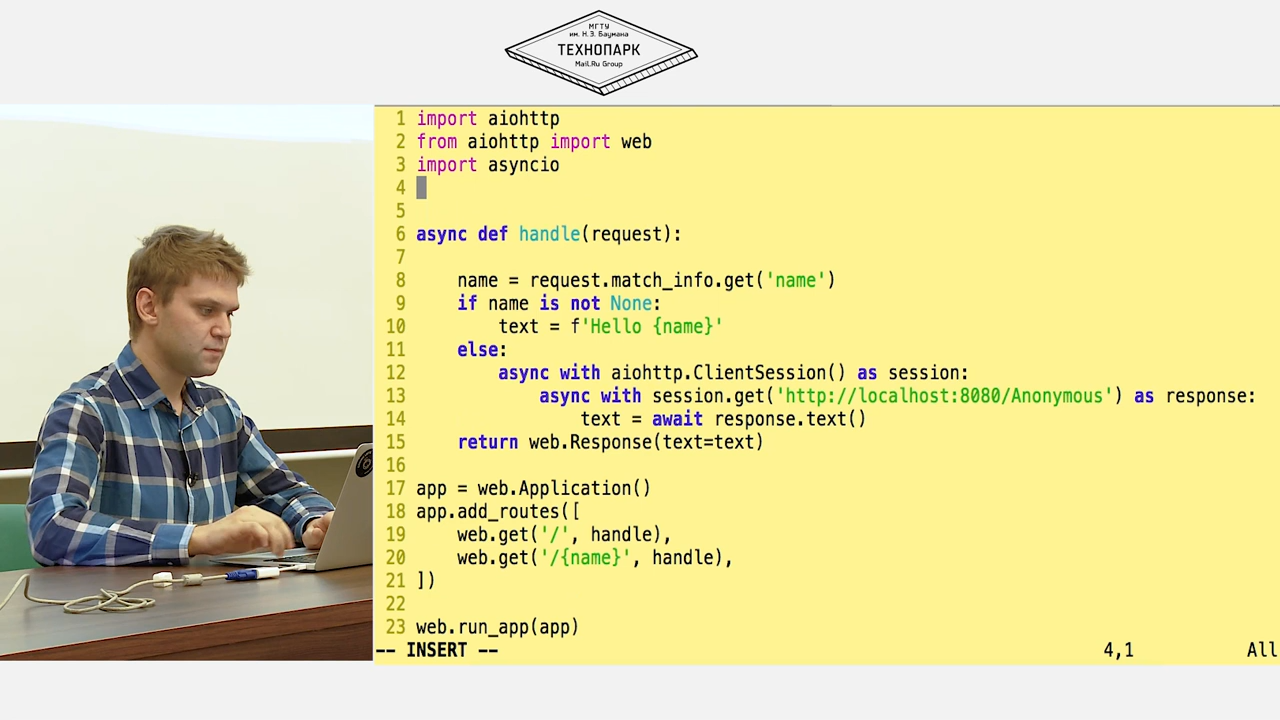 МГТУ
им. Н.Э. Баумана
ТЕХНОПАРК
Mail.Ru Group
1 import aiohttp
2 from aiohttp import web
3 import asyncio
4
5
6 async def handle(request):
7
8     name = request.match_info.get('name')
9     if name is not None:
10         text = f'Hello {name}'
11     else:
12         async with aiohttp.ClientSession() as session:
13             async with session.get('http://localhost:8080/Anonymous') as response:
14                 text = await response.text()
15     return web.Response(text=text)
16
17 app = web.Application()
18 app.add_routes([
19     web.get('/', handle),
20     web.get('/{name}', handle),
21 ])
22
23 web.run_app(app)
-- INSERT -- 4,1 All